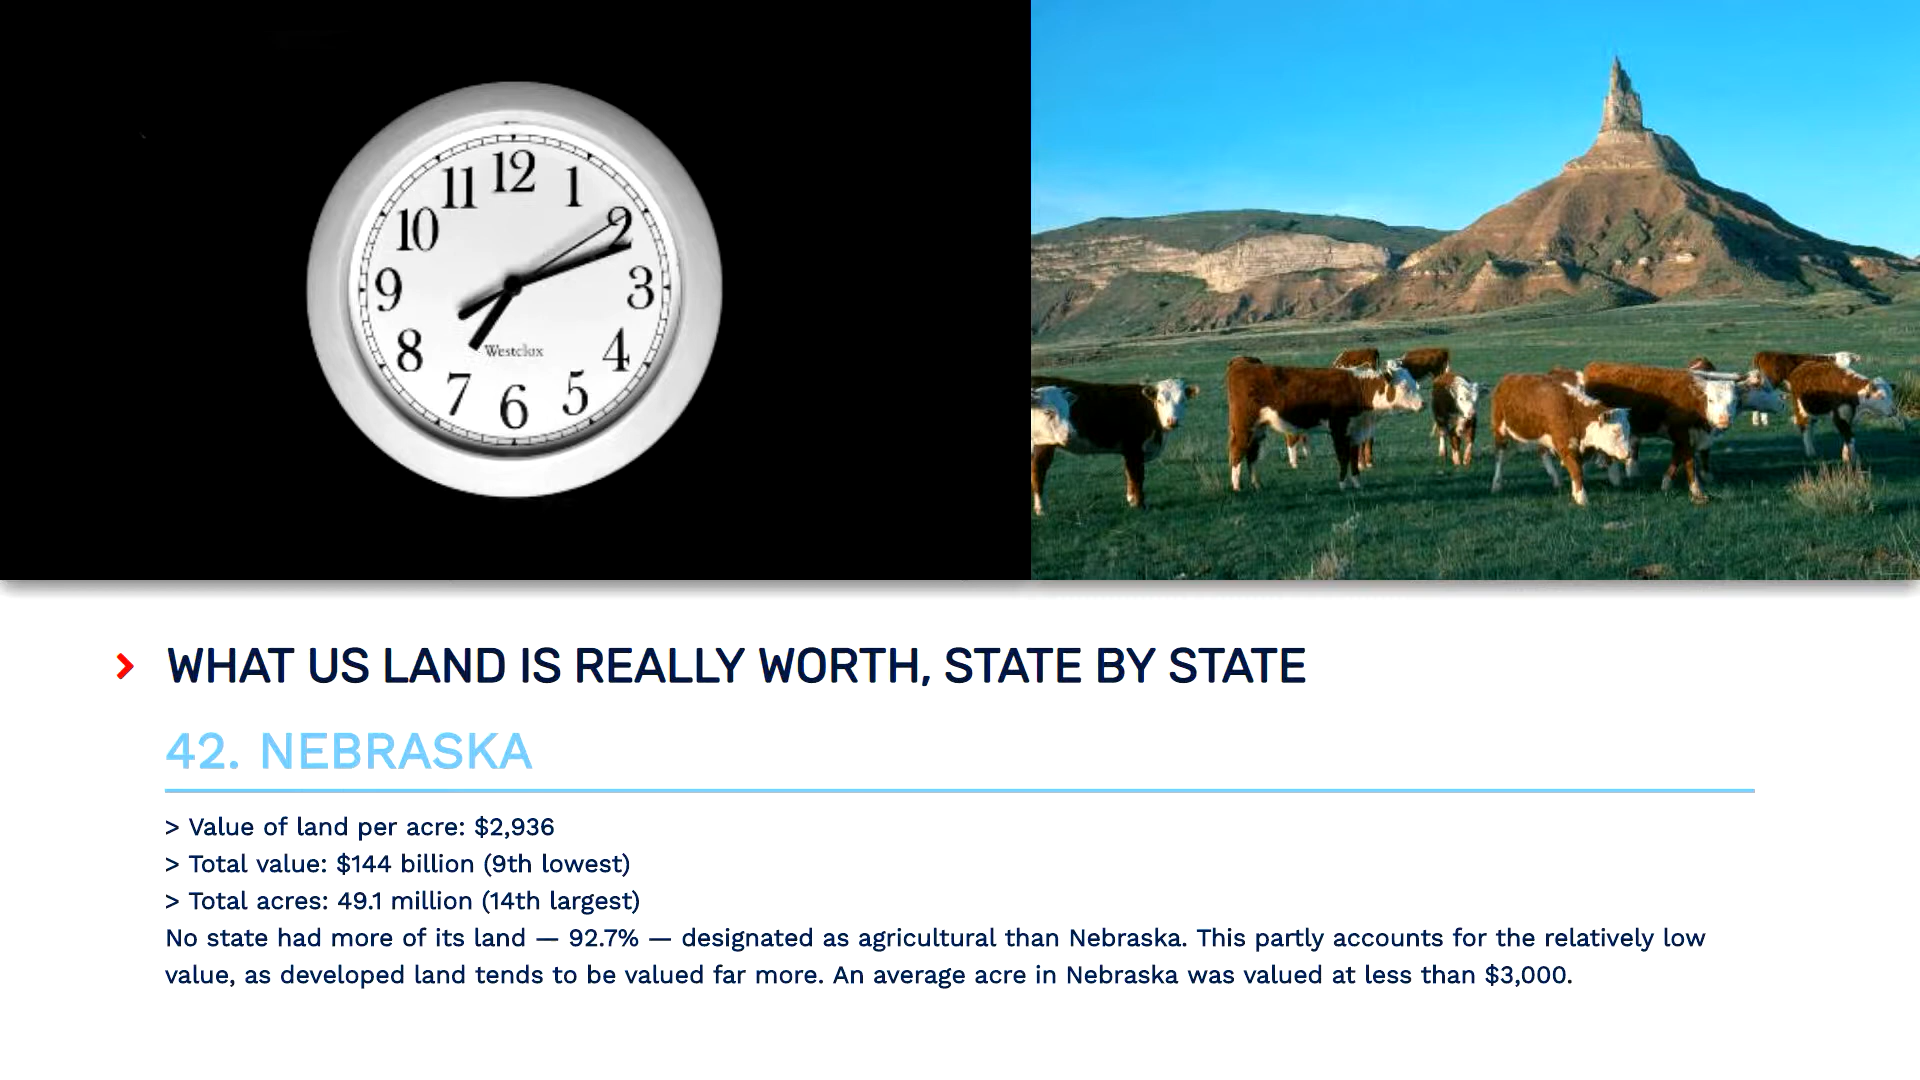 12
11
1
10
2
9
3
8
4
Westclox
7
5
6
WHAT US LAND IS REALLY WORTH, STATE BY STATE
42. NEBRASKA
> Value of land per acre: $2,936
> Total value: $144 billion (9th lowest)
> Total acres: 49.1 million (14th largest)
No state had more of its land — 92.7% — designated as agricultural than Nebraska. This partly accounts for the relatively low
value, as developed land tends to be valued far more. An average acre in Nebraska was valued at less than $3,000.